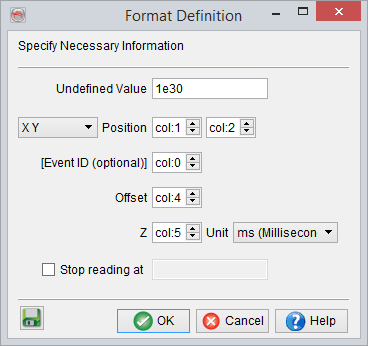 Format Definition
Specify Necessary Information
Undefined Value 1e30
X Y Position col:1 col:2
[Event ID (optional)] col:0
Offset col:4
Z col:5 Unit ms (Millisecon
Stop reading at
OK Cancel Help